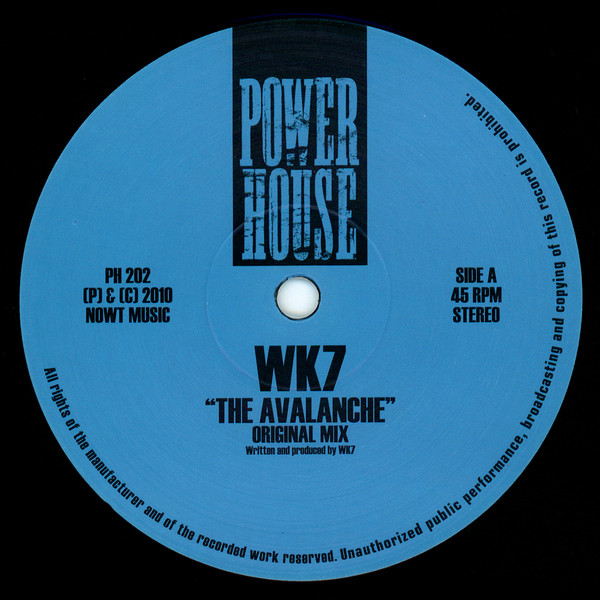 POWER
HOUSE
PH 202
(P) & (C) 2010
NOWT MUSIC
SIDE A
45 RPM
STEREO
WK7
“THE AVALANCHE”
ORIGINAL MIX
Written and produced by WK7
All rights of the manufacturer and of the recorded work reserved. Unauthorized public performance, broadcasting and copying of this record is prohibited.